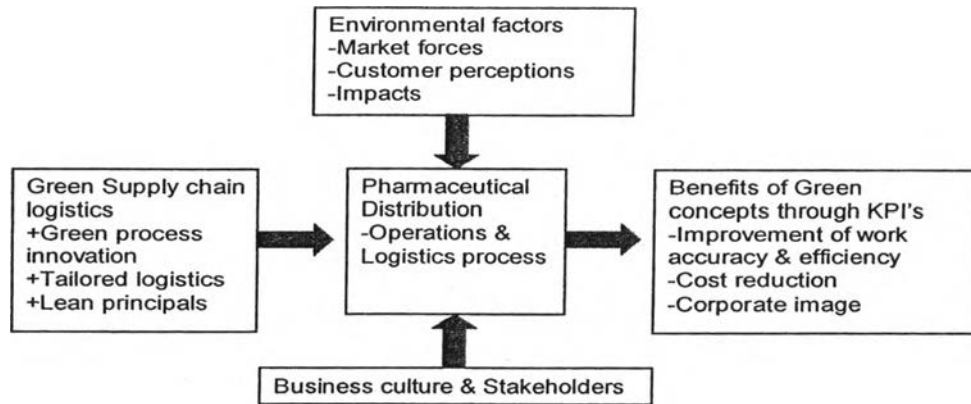 Environmental factors
-Market forces
-Customer perceptions
-Impacts
Green Supply chain
logistics
+Green process
innovation
+Tailored logistics
+Lean principals
Pharmaceutical
Distribution
-Operations &
Logistics process
Benefits of Green
concepts through KPI's
-Improvement of work
accuracy & efficiency
-Cost reduction
-Corporate image
Business culture & Stakeholders